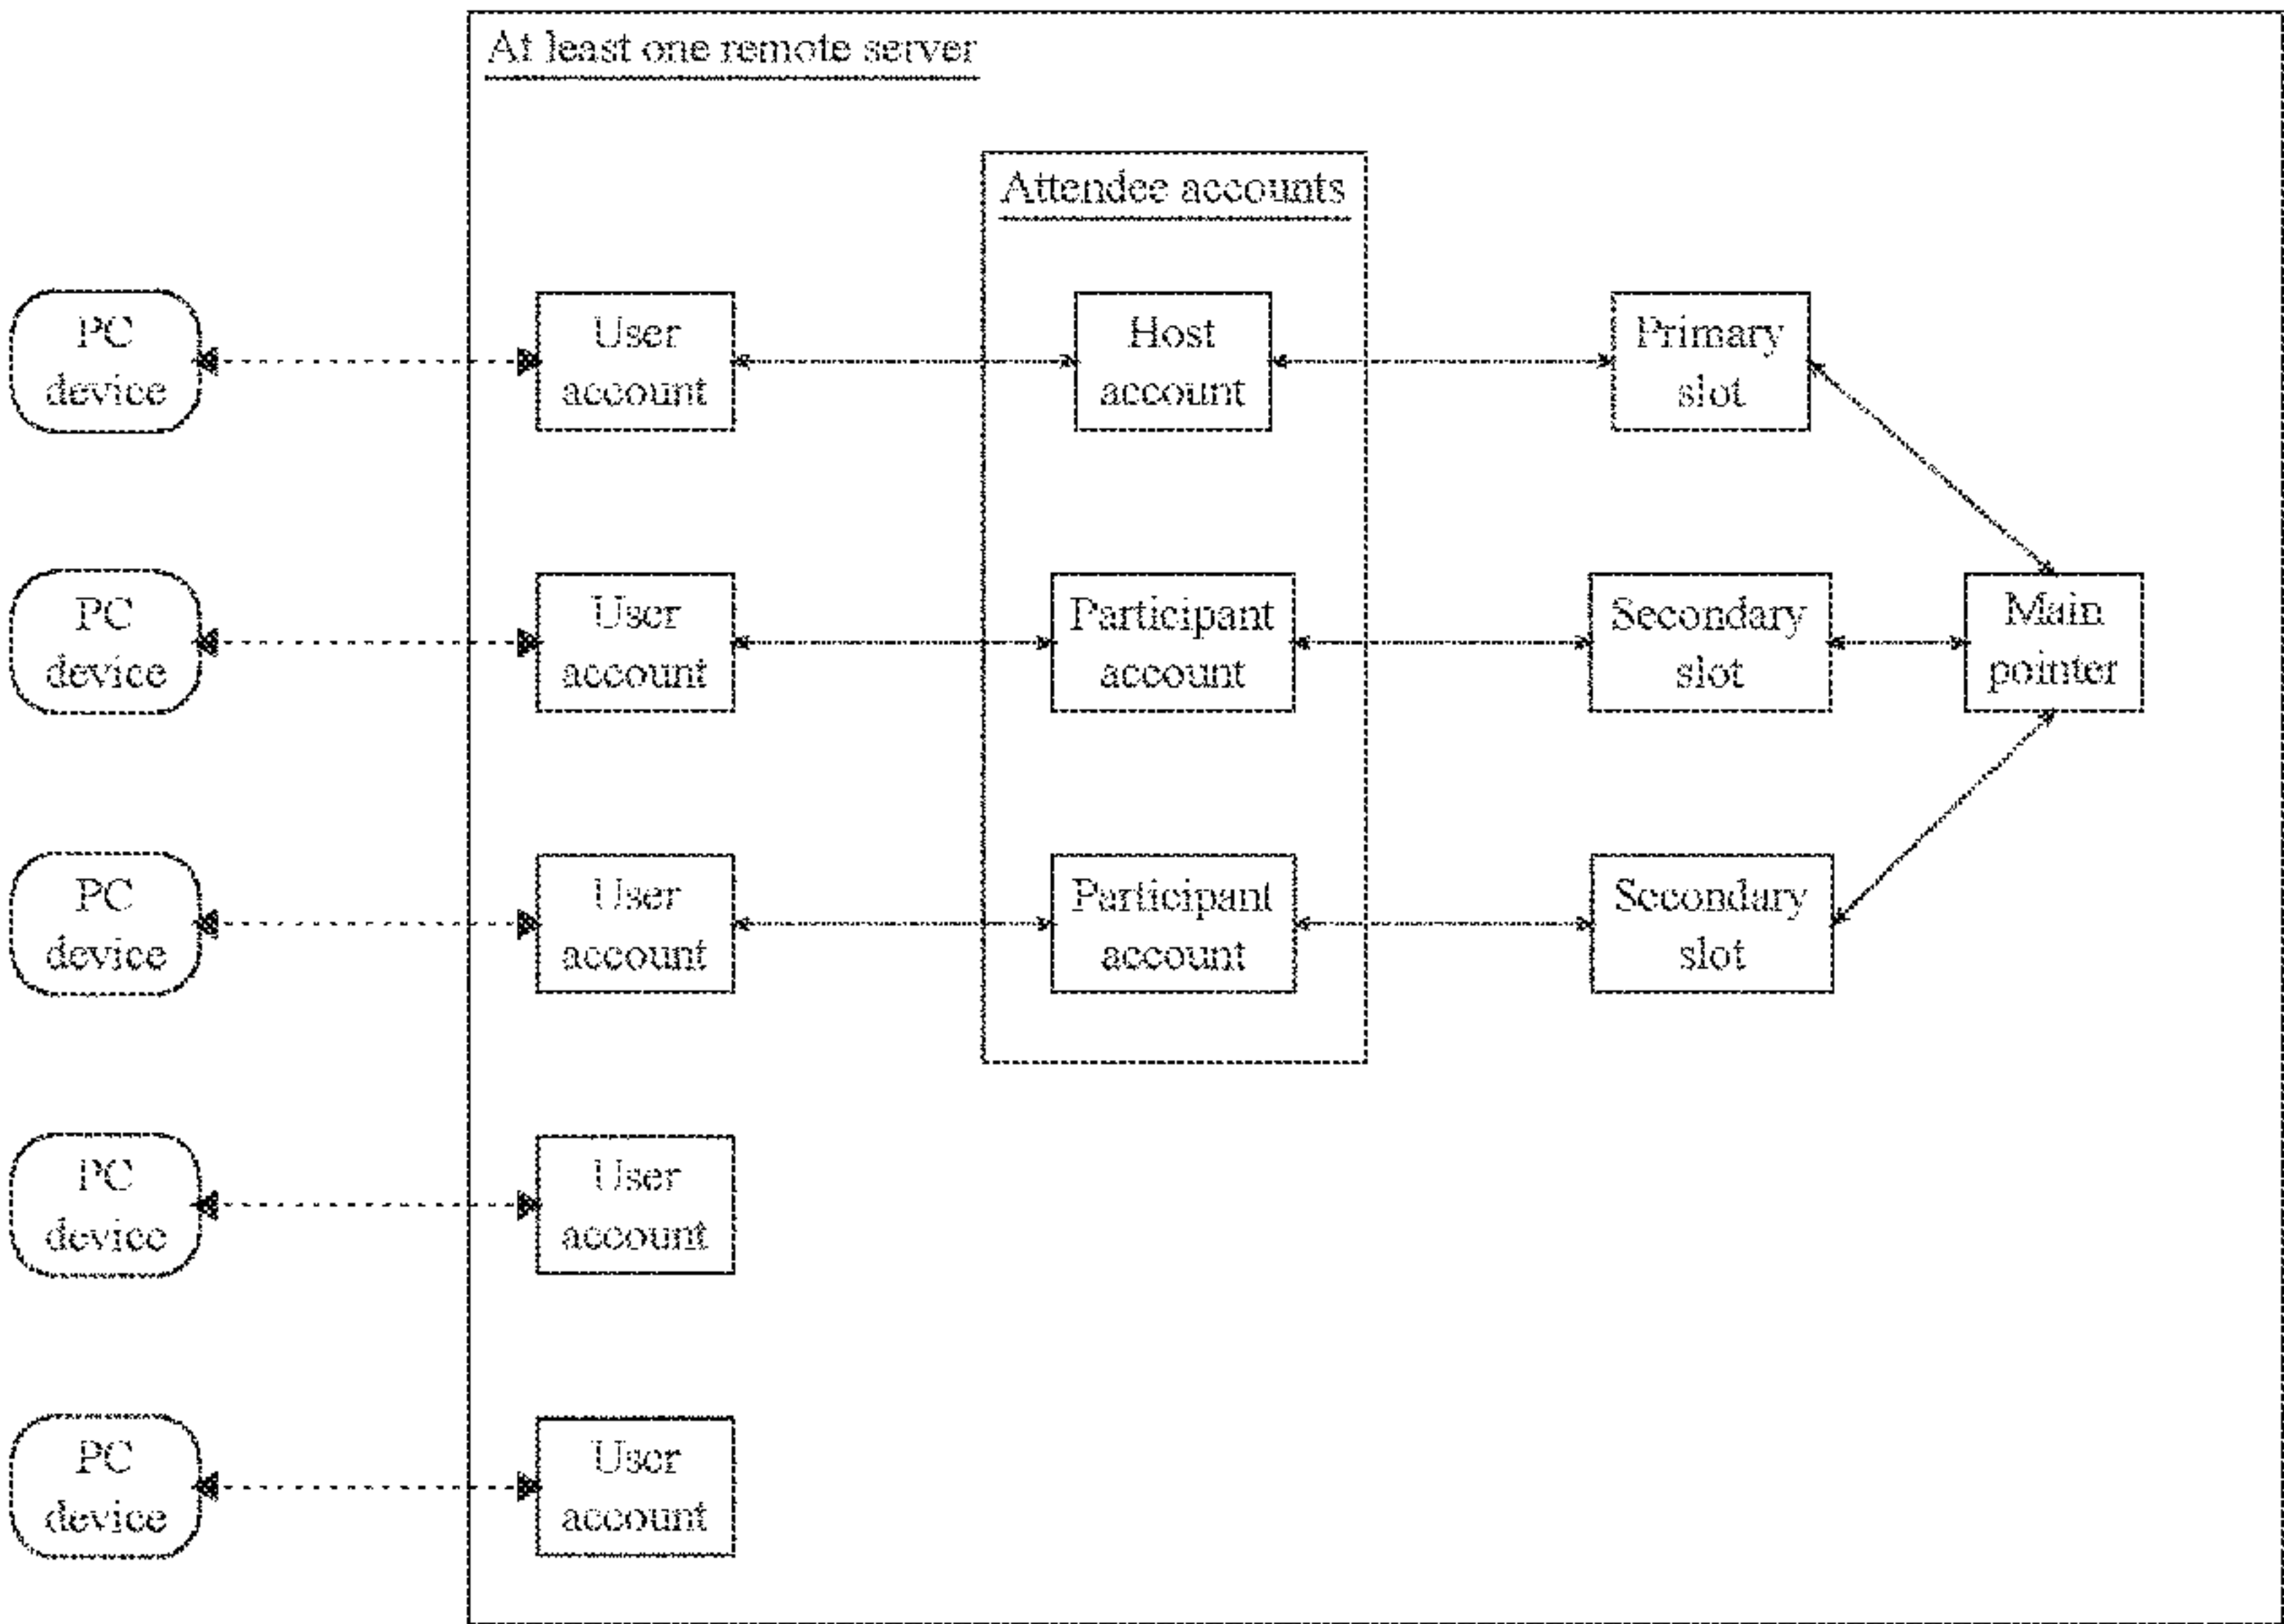 At least one remote server
Attendee accounts
PC
device
User
account
Host
account
Primary
slot
PC
device
User
account
Participant
account
Secondary
slot
Main
pointer
PC
device
User
account
Participant
account
Secondary
slot
PC
device
User
account
PC
device
User
account